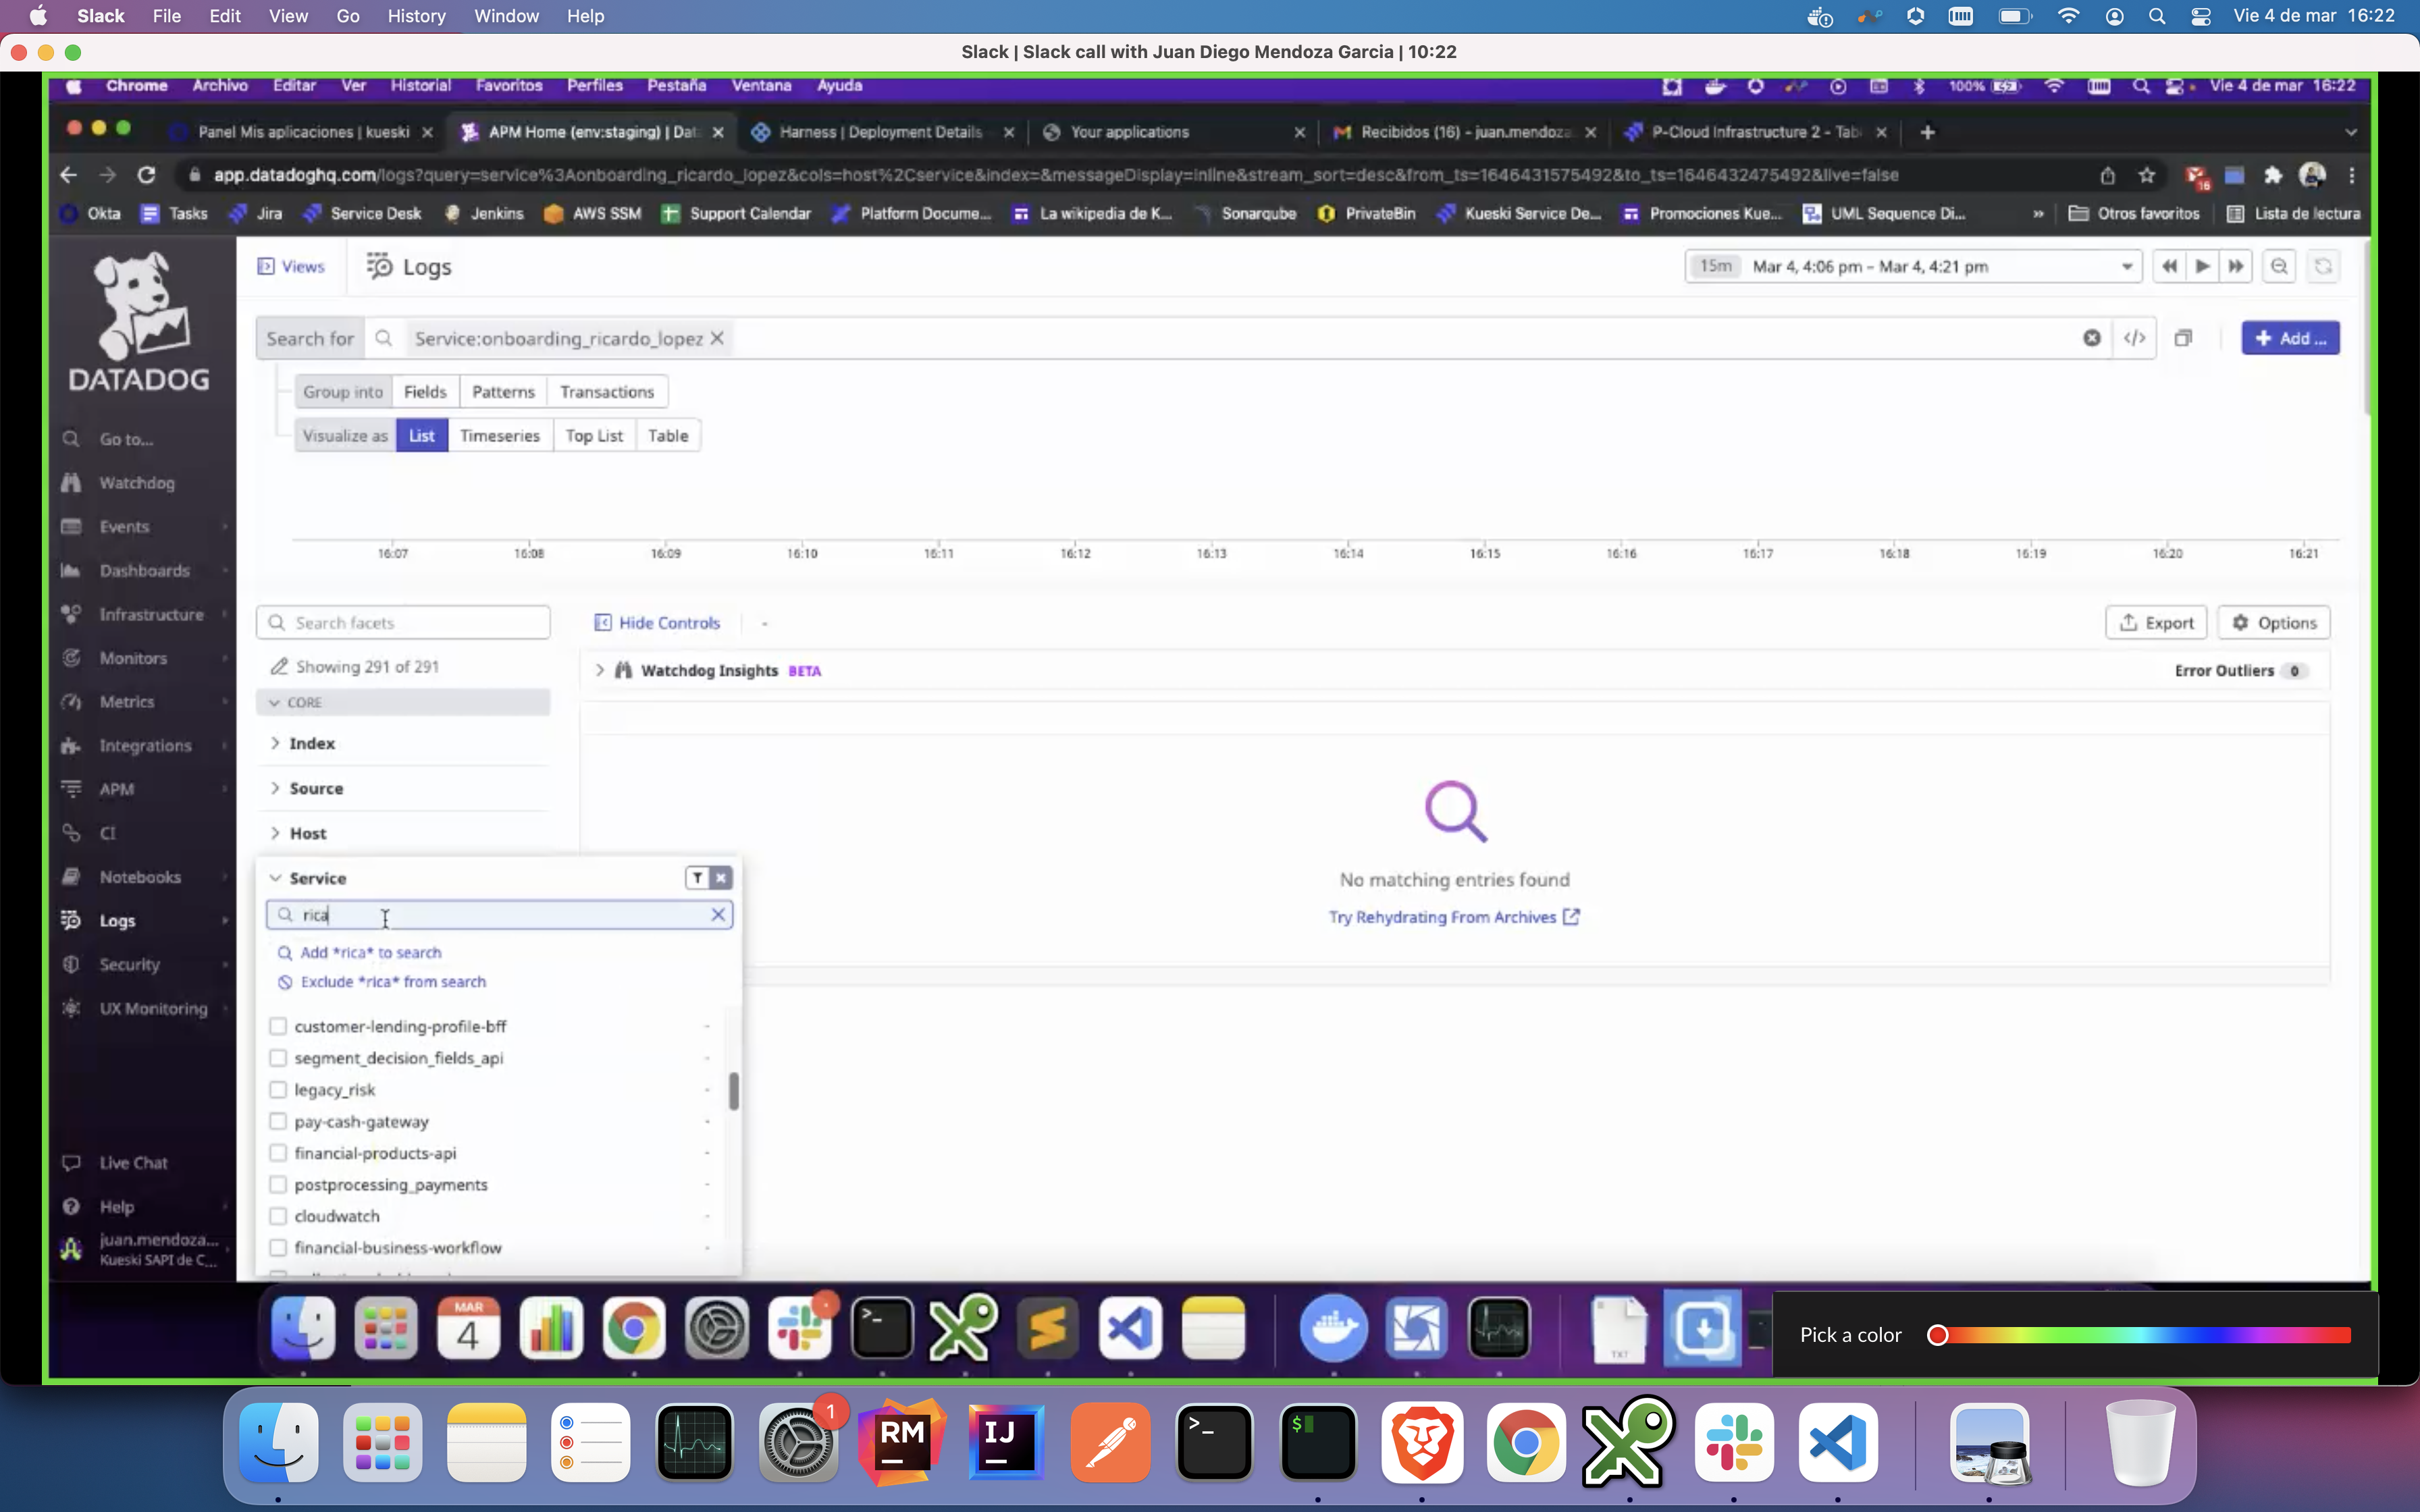 Slack File Edit View Go History Window Help Vie 4 de mar 16:22
Slack | Slack call with Juan Diego Mendoza Garcia | 10:22
Chrome Archivo Editar Ver Historial Favoritos Perfiles Pestaña Ventana Ayuda 100% Vie 4 de mar 16:22
Panel Mis aplicaciones | kueski APM Home (env:staging) | Dat Harness | Deployment Details Your applications Recibidos (16) - juan.mendoza P-Cloud Infrastructure 2 - Tab
app.datadoghq.com/logs?query=service%3Aonboarding_ricardo_lopez&cols=host%2Cservice&index=&messageDisplay=inline&stream_sort=desc&from_ts=1646431575492&to_ts=1646432475492&live=false 16
Okta Tasks Jira Service Desk Jenkins AWS SSM Support Calendar Platform Docume... La wikipedia de K... Sonarqube PrivateBin Kueski Service De... Promociones Kue... UML Sequence Di... » Otros favoritos Lista de lectura
DATADOG
Go to...
Watchdog
Events
Dashboards
Infrastructure
Monitors
Metrics
Integrations
APM
CI
Notebooks
Logs
Security
UX Monitoring
Live Chat
Help
juan.mendoza...
Kueski SAPI de C...
Views Logs 15m Mar 4, 4:06 pm – Mar 4, 4:21 pm
Search for Service:onboarding_ricardo_lopez </> + Add ...
Group into Fields Patterns Transactions
Visualize as List Timeseries Top List Table
16:07 16:08 16:09 16:10 16:11 16:12 16:13 16:14 16:15 16:16 16:17 16:18 16:19 16:20 16:21
Search facets Hide Controls - Export Options
Showing 291 of 291 Watchdog Insights BETA Error Outliers 0
CORE
Index
Source
Host
Service
rica
Add *rica* to search
Exclude *rica* from search
customer-lending-profile-bff -
segment_decision_fields_api -
legacy_risk -
pay-cash-gateway -
financial-products-api -
postprocessing_payments -
cloudwatch -
financial-business-workflow -
No matching entries found
Try Rehydrating From Archives
MAR
4
>_
TXT
Pick a color
1
RM
IJ
>_
$